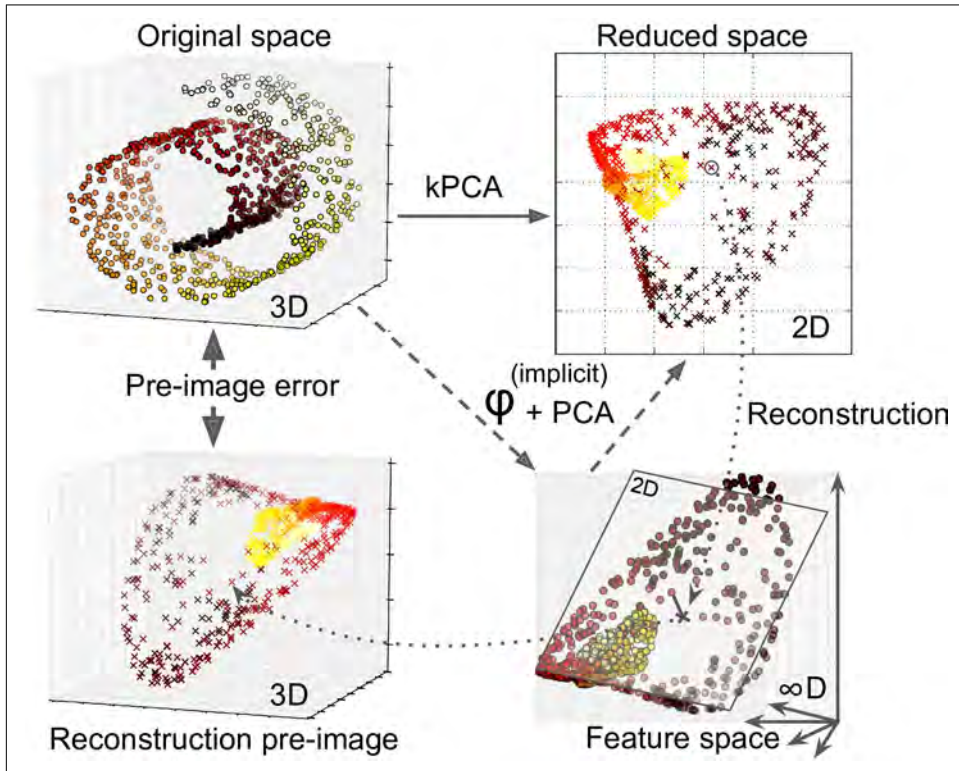 Original space
Reduced space
kPCA
3D
2D
(implicit)
φ + PCA
Pre-image error
Reconstruction
2D
3D
∞D
Reconstruction pre-image
Feature space